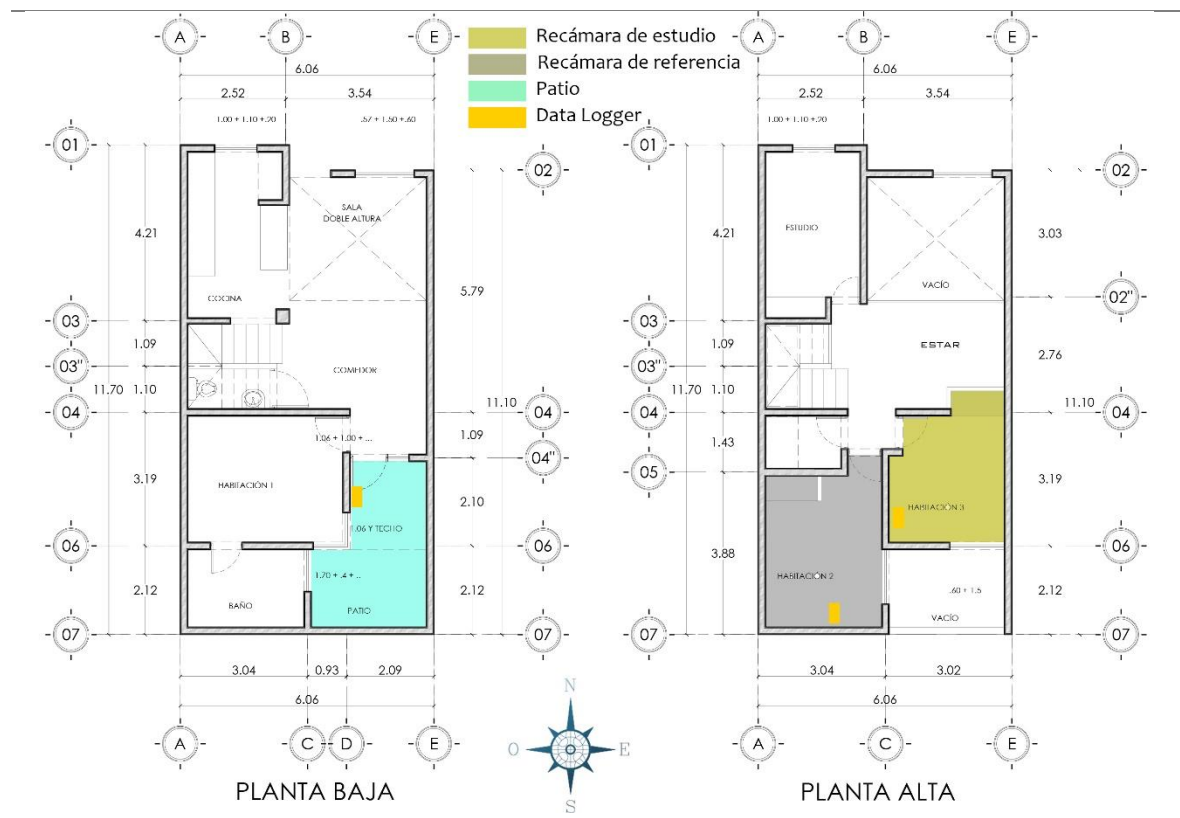 A
B
E
6.06
2.52
3.54
1.00 + 1.10 +.20
.57 + 1.50 +.60
Recámara de estudio
Recámara de referencia
Patio
Data Logger
01
02
03
03"
04
04"
06
07
4.21
1.09
1.10
11.70
3.19
2.12
5.79
11.10
04
1.09
2.10
06
2.12
07
SALA
DOBLE ALTURA
COCINA
COMEDOR
1.06 + 1.00 + ...
HABITACIÓN 1
1.06 Y TECHO
1.70 + .4 + ..
BAÑO
PATIO
3.04
0.93
2.09
6.06
A
C
D
E
PLANTA BAJA
N
O
E
S
A
B
E
6.06
2.52
3.54
1.00 + 1.10 +.20
01
02
4.21
3.03
ESTUDIO
VACÍO
02"
03
1.09
ESTAR
2.76
03"
11.70
1.10
11.10
04
04
1.43
05
3.19
HABITACIÓN 3
06
3.88
HABITACIÓN 2
.60 + 1.5
2.12
VACÍO
07
07
3.04
3.02
6.06
A
C
E
PLANTA ALTA